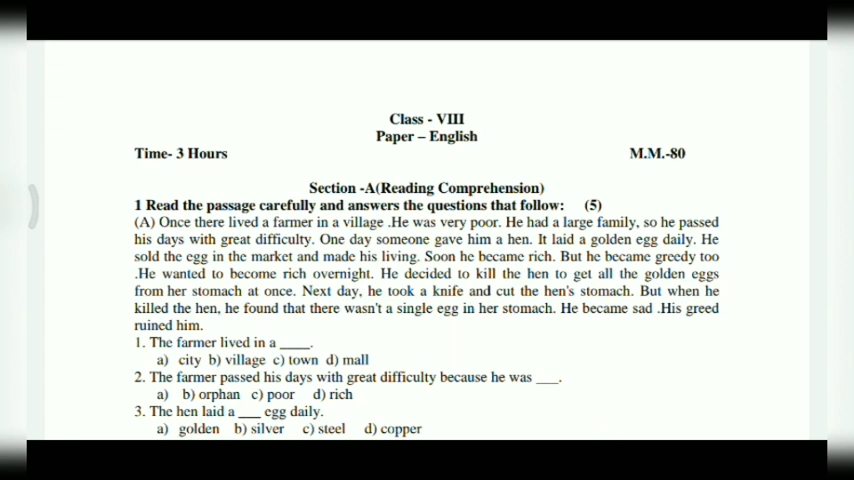 Class - VIII
Paper – English
Time- 3 Hours M.M.-80
Section -A(Reading Comprehension)
1 Read the passage carefully and answers the questions that follow: (5)
(A) Once there lived a farmer in a village .He was very poor. He had a large family, so he passed
his days with great difficulty. One day someone gave him a hen. It laid a golden egg daily. He
sold the egg in the market and made his living. Soon he became rich. But he became greedy too
.He wanted to become rich overnight. He decided to kill the hen to get all the golden eggs
from her stomach at once. Next day, he took a knife and cut the hen's stomach. But when he
killed the hen, he found that there wasn't a single egg in her stomach. He became sad .His greed
ruined him.
1. The farmer lived in a ____.
a) city b) village c) town d) mall
2. The farmer passed his days with great difficulty because he was ___.
a) b) orphan c) poor d) rich
3. The hen laid a ___ egg daily.
a) golden b) silver c) steel d) copper